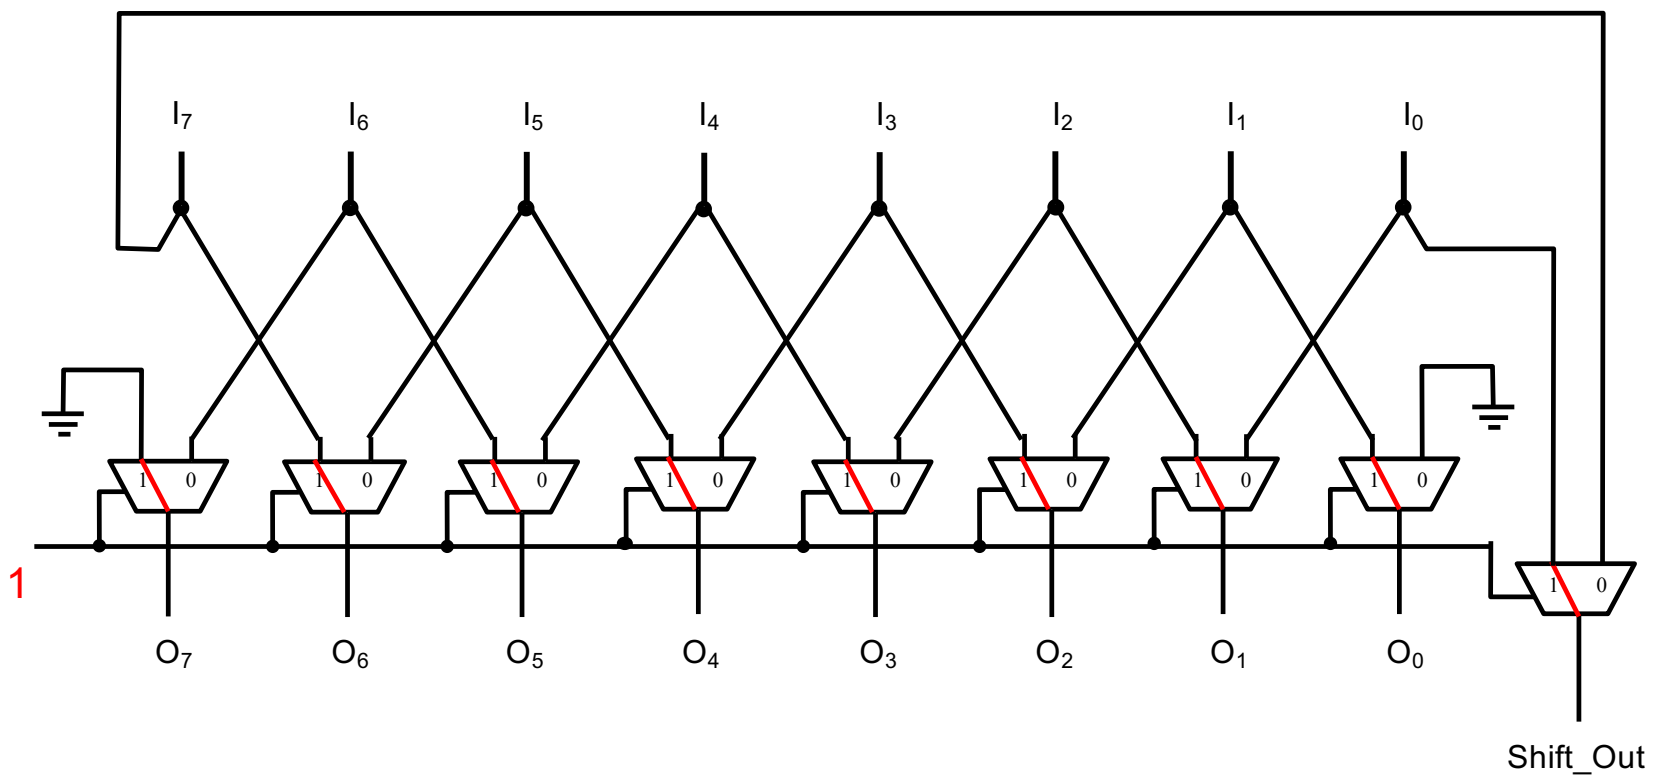 I7 I6 I5 I4 I3 I2 I1 I0
1 0 1 0 1 0 1 0 1 0 1 0 1 0 1 0
1 0
1
O7 O6 O5 O4 O3 O2 O1 O0
Shift_Out